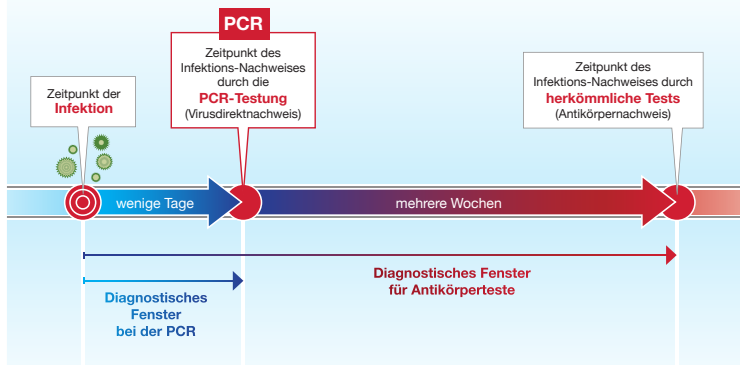 PCR
Zeitpunkt des
Infektions-Nachweises
durch die
PCR-Testung
(Virusdirektnachweis)
Zeitpunkt des
Infektions-Nachweises durch
herkömmliche Tests
(Antikörpernachweis)
Zeitpunkt der
Infektion
wenige Tage
mehrere Wochen
Diagnostisches Fenster
für Antikörperteste
Diagnostisches
Fenster
bei der PCR